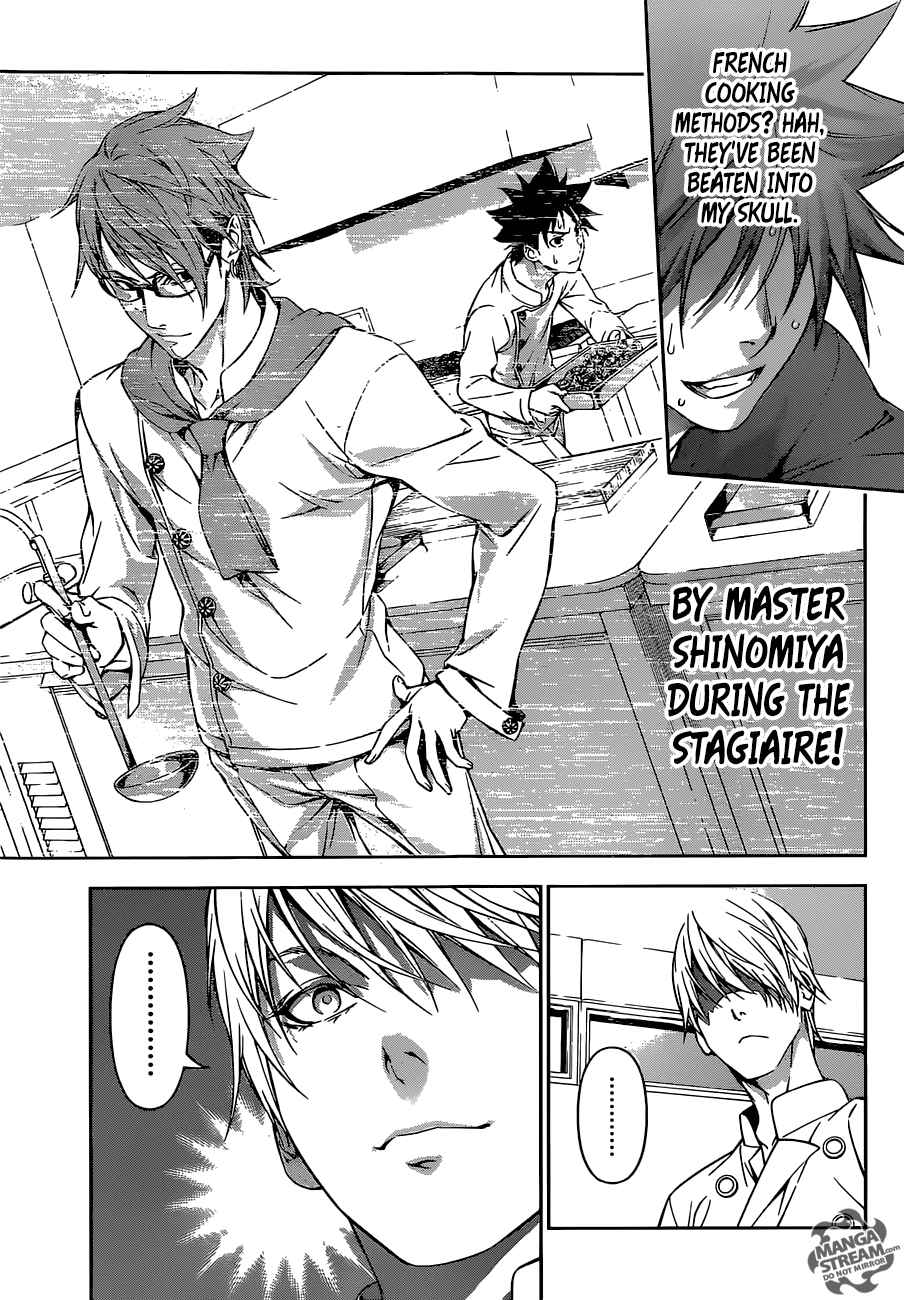 FRENCH
COOKING
METHODS? HAH,
THEY'VE BEEN
BEATEN INTO
MY SKULL.
BY MASTER
SHINOMIYA
DURING THE
STAGIAIRE!
.........
.........
MANGA
STREAM.com
DO NOT MIRROR